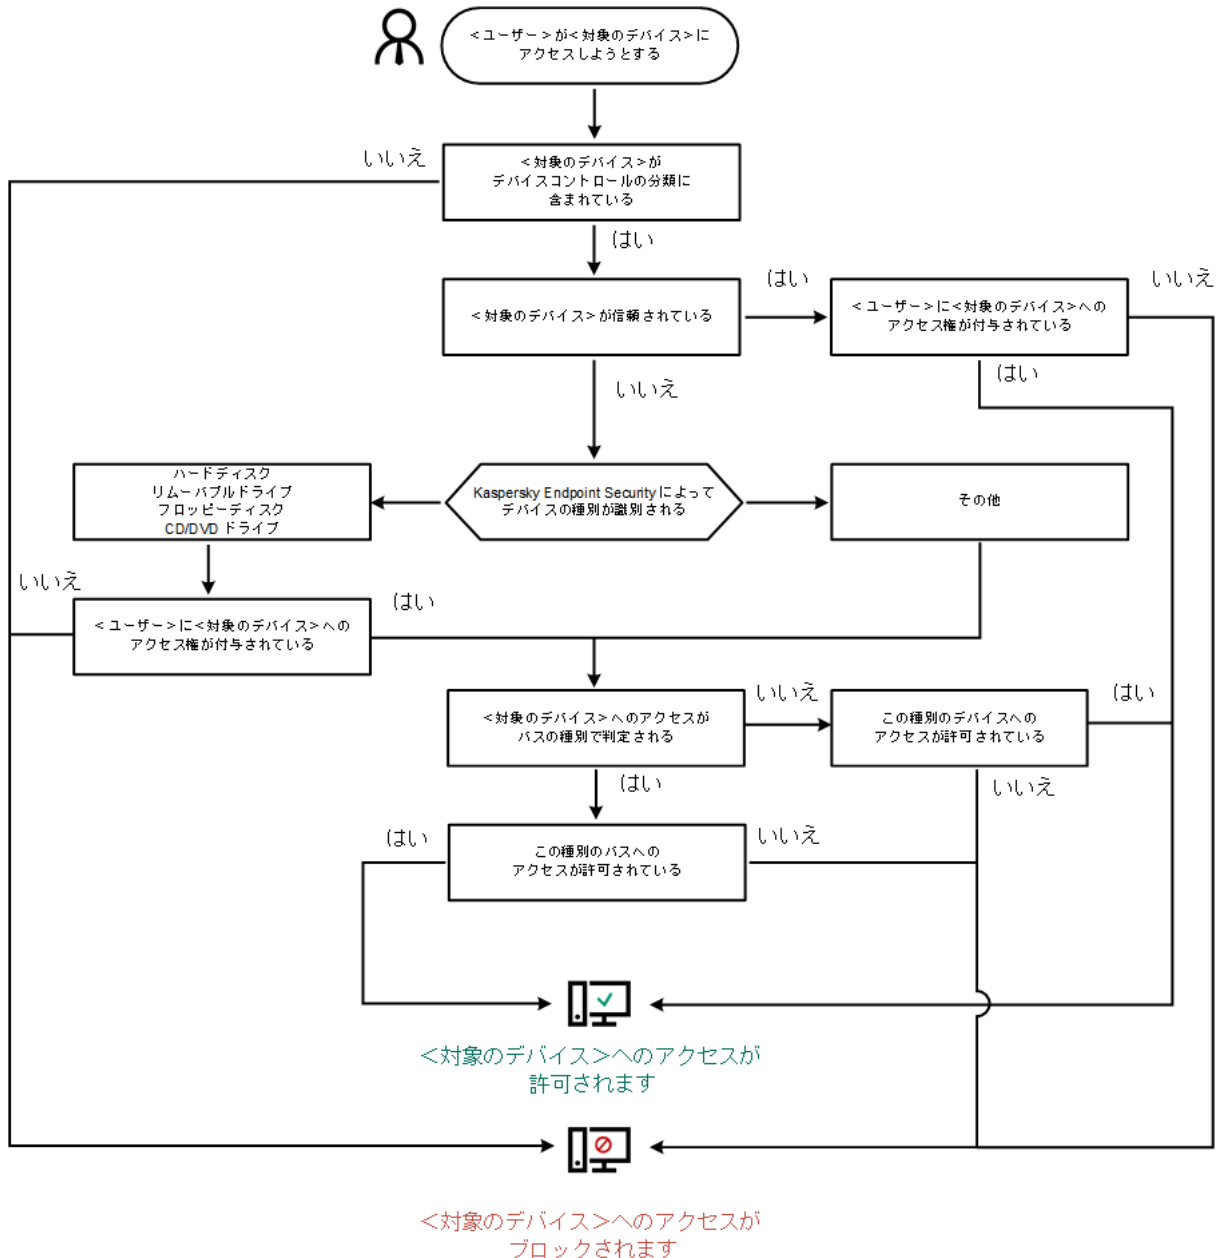 <ユーザー>が<対象のデバイス>に
アクセスしようとする
いいえ
<対象のデバイス>が
デバイスコントロールの分類に
含まれている
はい
はい
いいえ
<対象のデバイス>が信頼されている
<ユーザー>に<対象のデバイス>への
アクセス権が付与されている
いいえ
はい
ハードディスク
リムーバブルドライブ
フロッピーディスク
CD/DVD ドライブ
Kaspersky Endpoint Securityによって
デバイスの種別が識別される
その他
いいえ
はい
<ユーザー>に<対象のデバイス>への
アクセス権が付与されている
いいえ
はい
<対象のデバイス>へのアクセスが
バスの種別で判定される
この種別のデバイスへの
アクセスが許可されている
はい
いいえ
はい
いいえ
この種別のバスへの
アクセスが許可されている
<対象のデバイス>へのアクセスが
許可されます
<対象のデバイス>へのアクセスが
ブロックされます